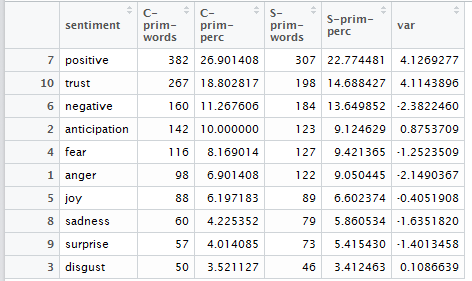 sentiment C-prim-words C-prim-perc S-prim-words S-prim-perc var
7 positive 382 26.901408 307 22.774481 4.1269277
10 trust 267 18.802817 198 14.688427 4.1143896
6 negative 160 11.267606 184 13.649852 -2.3822460
2 anticipation 142 10.000000 123 9.124629 0.8753709
4 fear 116 8.169014 127 9.421365 -1.2523509
1 anger 98 6.901408 122 9.050445 -2.1490367
5 joy 88 6.197183 89 6.602374 -0.4051908
8 sadness 60 4.225352 79 5.860534 -1.6351820
9 surprise 57 4.014085 73 5.415430 -1.4013458
3 disgust 50 3.521127 46 3.412463 0.1086639